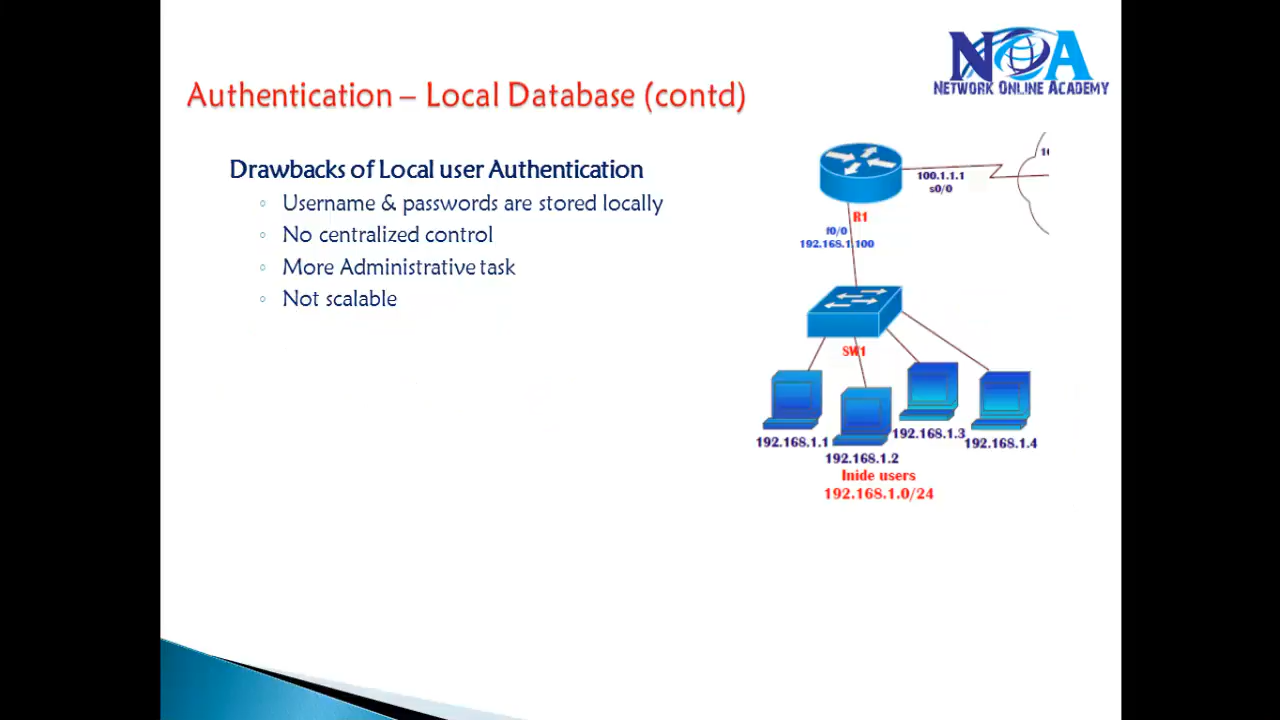 NOA
NETWORK ONLINE ACADEMY
Authentication – Local Database (contd)
Drawbacks of Local user Authentication
Username & passwords are stored locally
No centralized control
More Administrative task
Not scalable
100.1.1.1
s0/0
R1
f0/0
192.168.1.100
SW1
192.168.1.1
192.168.1.2
192.168.1.3
192.168.1.4
Inide users
192.168.1.0/24